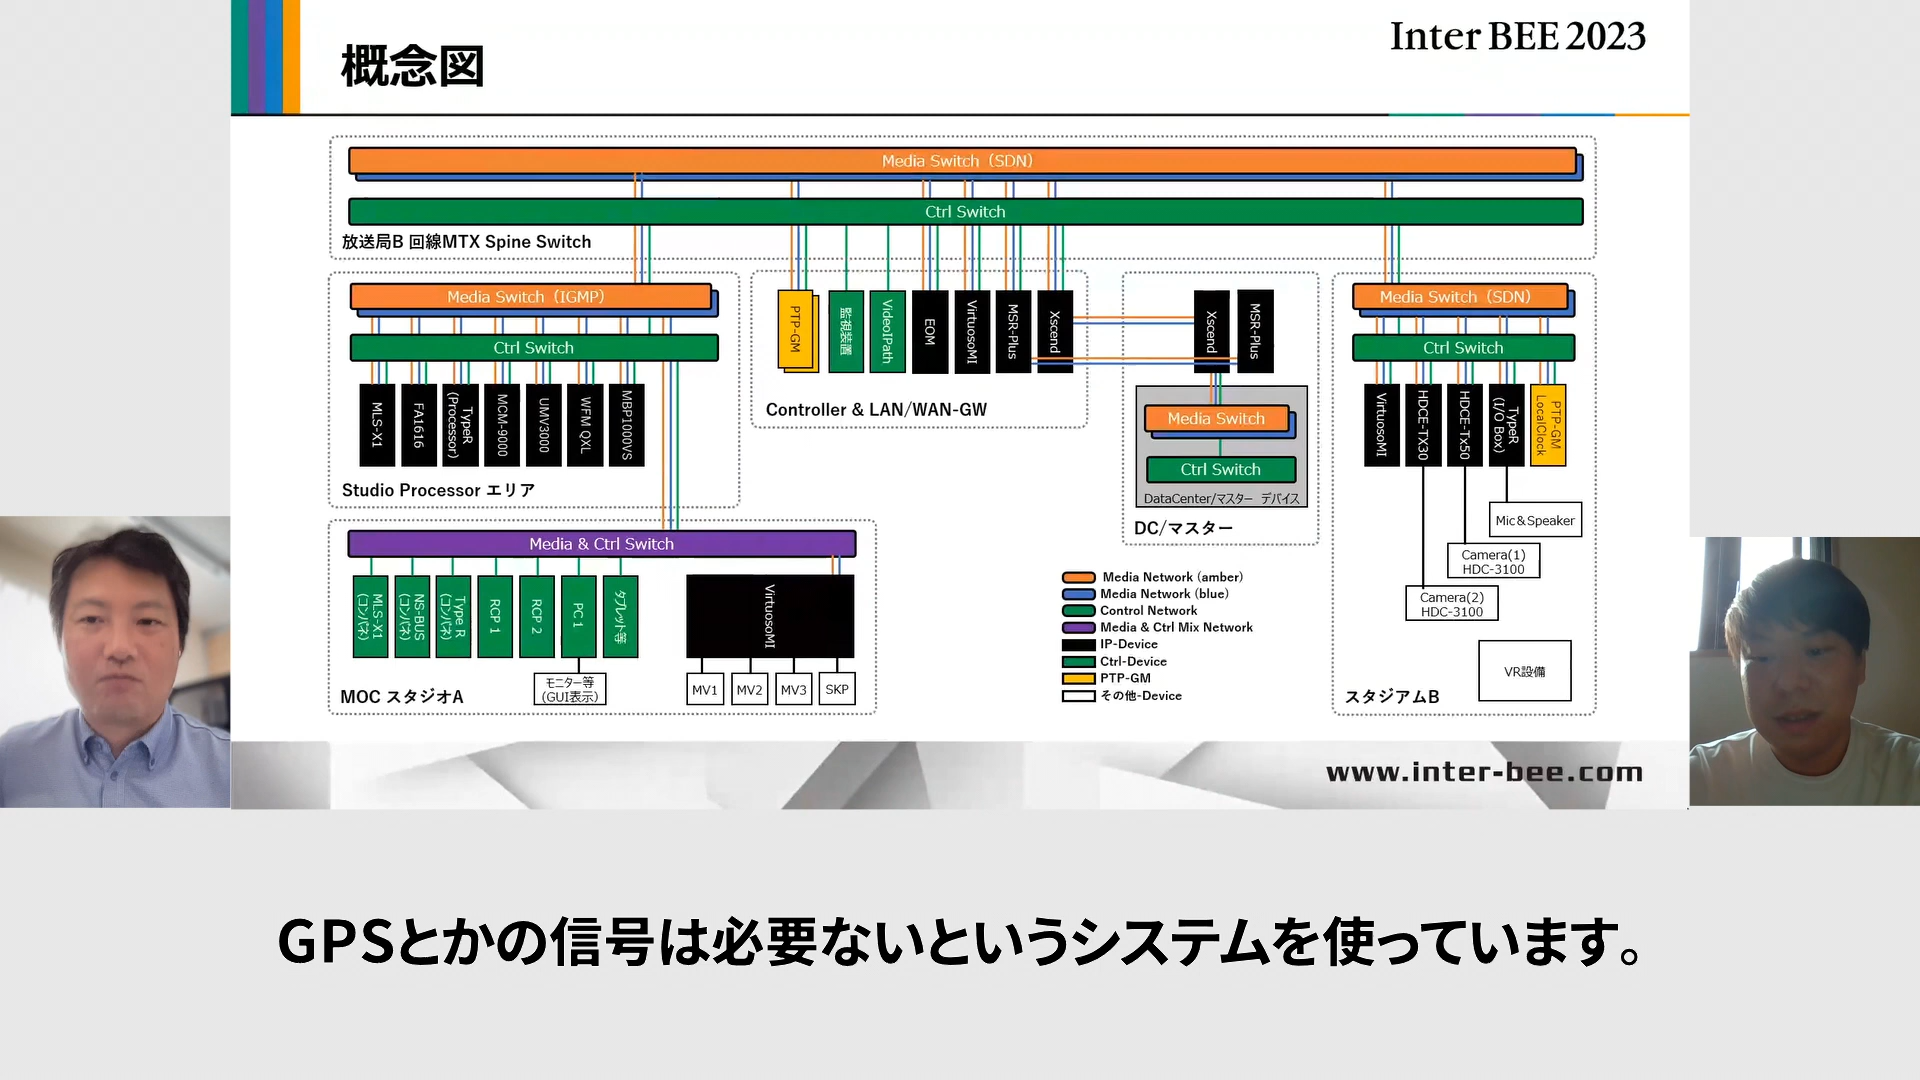 概念図
Inter BEE 2023
Media Switch（SDN）
Ctrl Switch
放送局B 回線MTX Spine Switch
Media Switch（IGMP）
Ctrl Switch
MLS-X1
FA1616
TypeR
(Processor)
MCM-9000
UMV3000
WFM QXL
MBP1000VS
Studio Processor エリア
PTP-GM
監視装置
VideoIPath
EOM
VirtuosoMI
MSR-Plus
Xscend
Controller & LAN/WAN-GW
Xscend
MSR-Plus
Media Switch
Ctrl Switch
DataCenter/マスター デバイス
DC/マスター
Media Switch（SDN）
Ctrl Switch
VirtuosoMI
HDCE-TX30
HDCE-Tx50
TypeR
(I/O Box)
PTP-GM
LocalClock
Mic＆Speaker
Camera(1)
HDC-3100
Camera(2)
HDC-3100
VR設備
スタジアムB
Media & Ctrl Switch
MLS-X1
(コンパネ)
NS-BUS
(コンパネ)
Type R
(コンパネ)
RCP 1
RCP 2
PC 1
タブレット等
VirtuosoMI
モニター等
(GUI表示)
MV1
MV2
MV3
SKP
MOC スタジオA
Media Network (amber)
Media Network (blue)
Control Network
Media & Ctrl Mix Network
IP-Device
Ctrl-Device
PTP-GM
その他-Device
www.inter-bee.com
GPSとかの信号は必要ないというシステムを使っています。